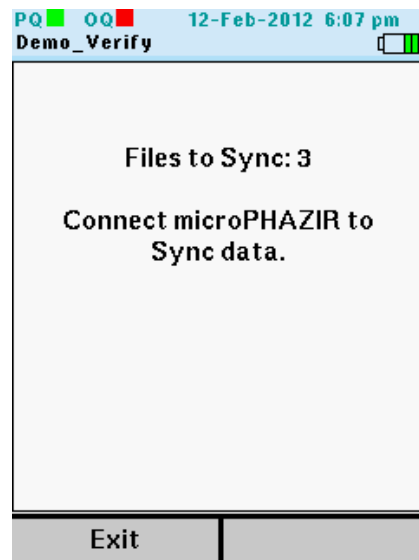 PQ OQ 12-Feb-2012 6:07 pm
Demo_Verify
Files to Sync: 3
Connect microPHAZIR to
Sync data.
Exit